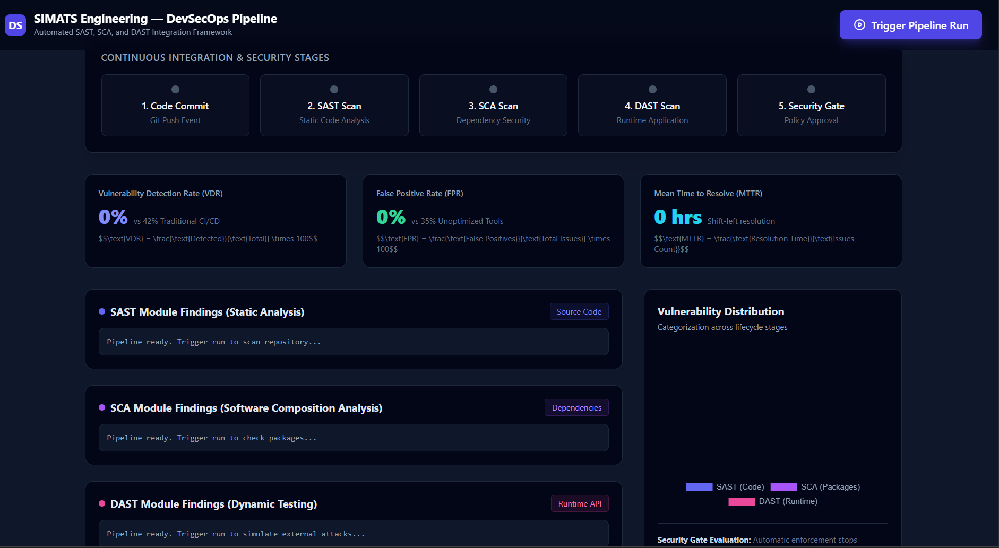 DS
SIMATS Engineering — DevSecOps Pipeline
Automated SAST, SCA, and DAST Integration Framework
Trigger Pipeline Run
CONTINUOUS INTEGRATION & SECURITY STAGES
1. Code Commit
Git Push Event
2. SAST Scan
Static Code Analysis
3. SCA Scan
Dependency Security
4. DAST Scan
Runtime Application
5. Security Gate
Policy Approval
Vulnerability Detection Rate (VDR)
0% vs 42% Traditional CI/CD
$$\text{VDR} = \frac{\text{Detected}}{\text{Total}} \times 100$$
False Positive Rate (FPR)
0% vs 35% Unoptimized Tools
$$\text{FPR} = \frac{\text{False Positives}}{\text{Total Issues}} \times
100$$
Mean Time to Resolve (MTTR)
0 hrs Shift-left resolution
$$\text{MTTR} = \frac{\text{Resolution Time}}{\text{Issues
Count}}$$
SAST Module Findings (Static Analysis)
Source Code
Pipeline ready. Trigger run to scan repository...
SCA Module Findings (Software Composition Analysis)
Dependencies
Pipeline ready. Trigger run to check packages...
DAST Module Findings (Dynamic Testing)
Runtime API
Pipeline ready. Trigger run to simulate external attacks...
Vulnerability Distribution
Categorization across lifecycle stages
SAST (Code) SCA (Packages)
DAST (Runtime)
Security Gate Evaluation: Automatic enforcement stops